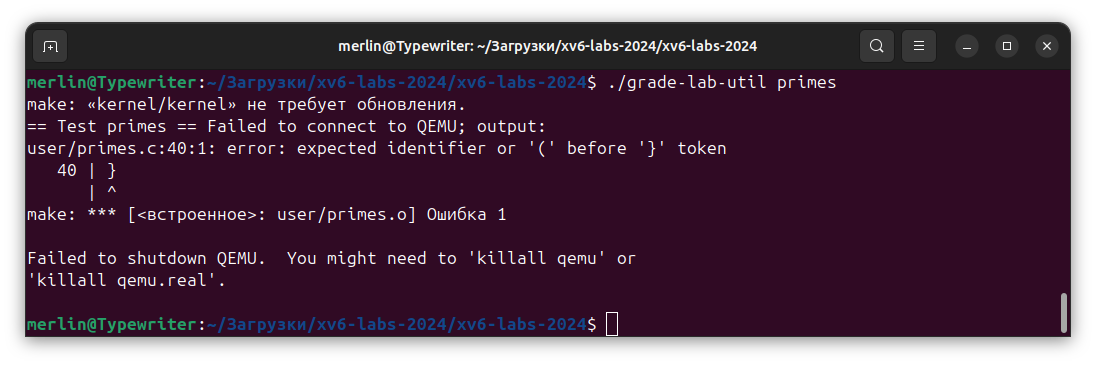 merlin@Typewriter: ~/Загрузки/xv6-labs-2024/xv6-labs-2024
merlin@Typewriter:~/Загрузки/xv6-labs-2024/xv6-labs-2024$ ./grade-lab-util primes
make: «kernel/kernel» не требует обновления.
== Test primes == Failed to connect to QEMU; output:
user/primes.c:40:1: error: expected identifier or '(' before '}' token
   40 | }
      | ^
make: *** [<встроенное>: user/primes.o] Ошибка 1
Failed to shutdown QEMU.  You might need to 'killall qemu' or
'killall qemu.real'.
merlin@Typewriter:~/Загрузки/xv6-labs-2024/xv6-labs-2024$